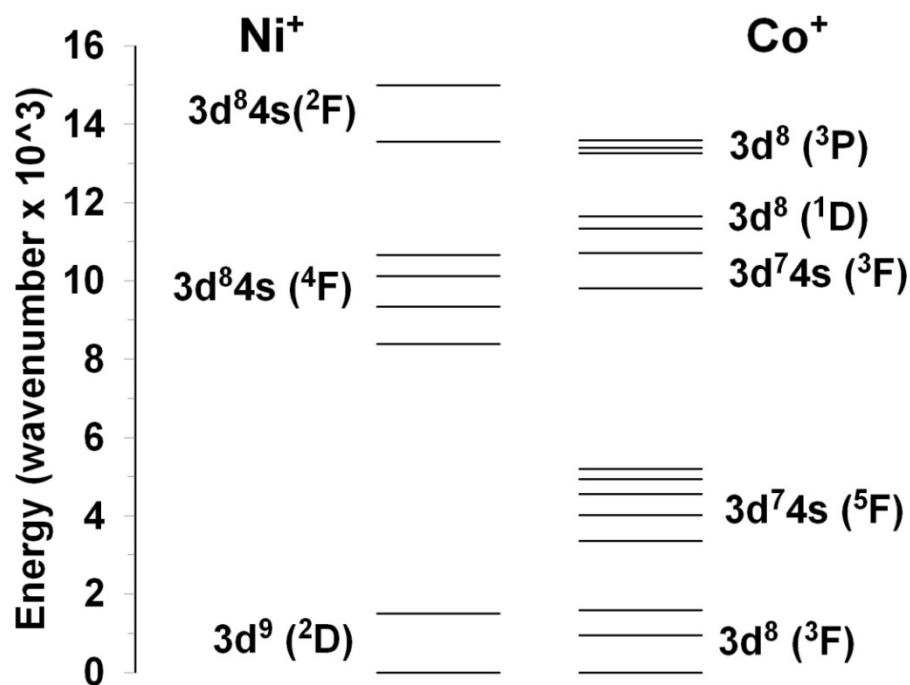 Ni⁺
Co⁺
Energy (wavenumber x 10^3)
16
14
12
10
8
6
4
2
0
3d⁸4s(²F)
3d⁸4s (⁴F)
3d⁹ (²D)
3d⁸ (³P)
3d⁸ (¹D)
3d⁷4s (³F)
3d⁷4s (⁵F)
3d⁸ (³F)